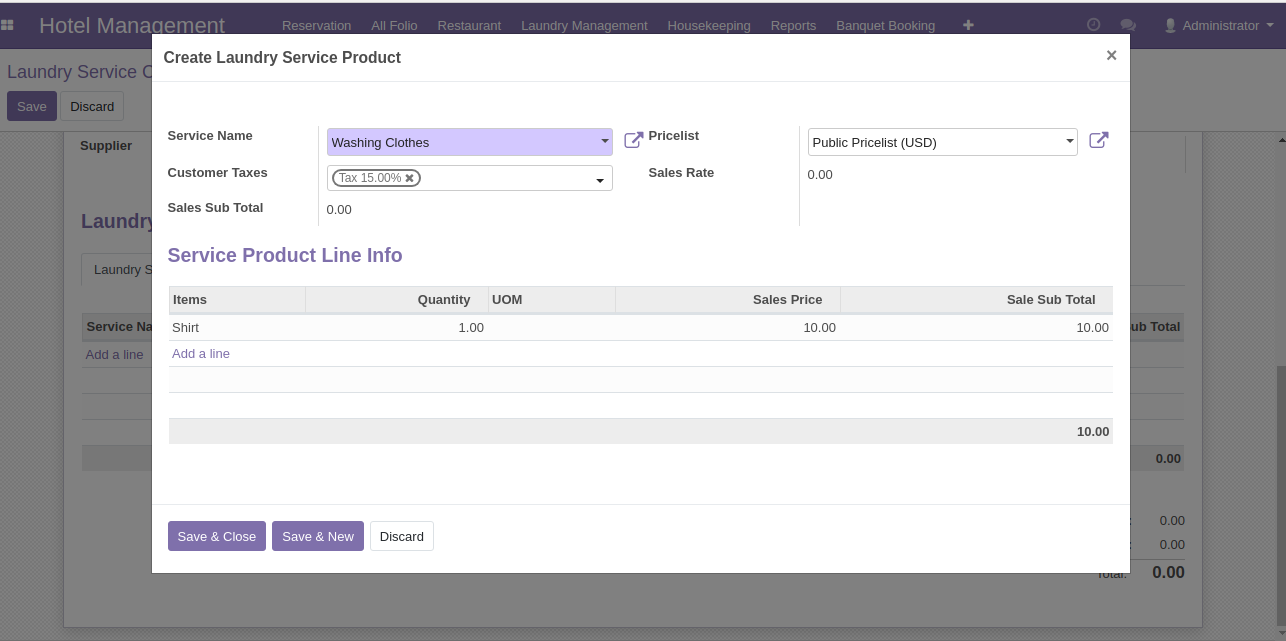 Hotel Management Reservation All Folio Restaurant Laundry Management Housekeeping Reports Banquet Booking Administrator
Create Laundry Service Product ×
Laundry Service
Save Discard
Supplier
Service Name Washing Clothes Pricelist Public Pricelist (USD)
Customer Taxes Tax 15.00% Sales Rate 0.00
Sales Sub Total 0.00
Laundry
Service Product Line Info
Laundry S
Items Quantity UOM Sales Price Sale Sub Total
Service Na ub Total
Shirt 1.00 10.00 10.00
Add a line
Add a line
10.00
0.00
0.00
Save & Close Save & New Discard
0.00
Total: 0.00